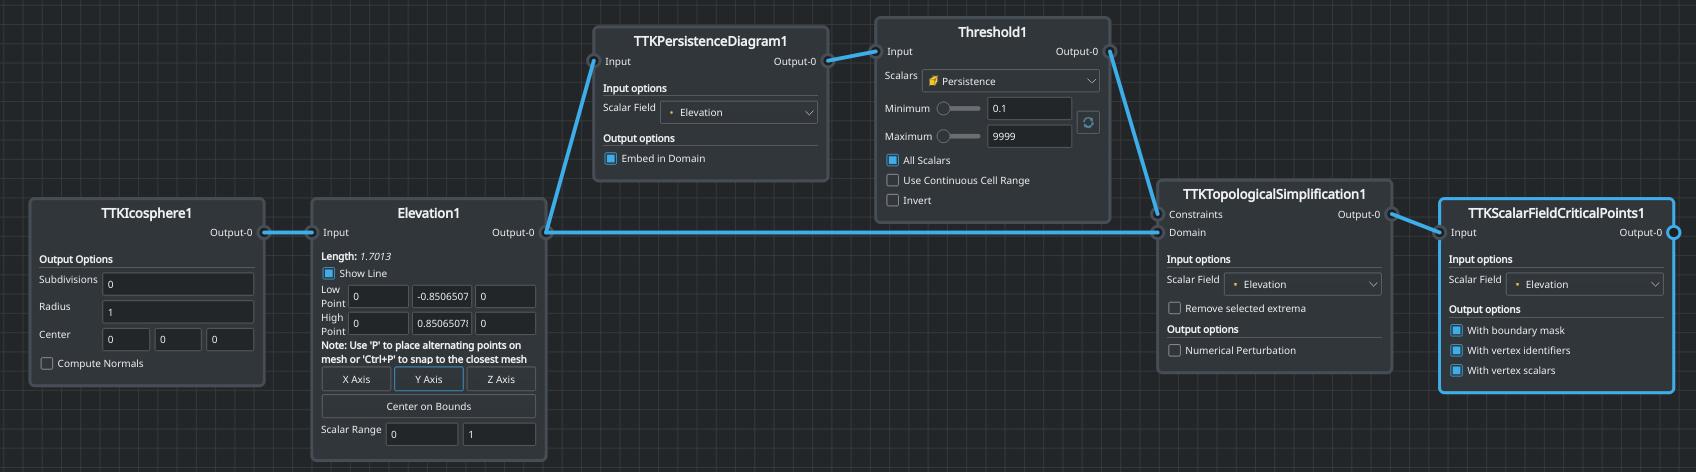 TTKIcosphere1
Output-0
Output Options
Subdivisions 0
Radius 1
Center 0 0 0
Compute Normals
Elevation1
Input Output-0
Length: 1.7013
Show Line
Low Point 0 -0.8506507 0
High Point 0 0.8506507 0
Note: Use 'P' to place alternating points on
mesh or 'Ctrl+P' to snap to the closest mesh
X Axis Y Axis Z Axis
Center on Bounds
Scalar Range 0 1
TTKPersistenceDiagram1
Input Output-0
Input options
Scalar Field Elevation
Output options
Embed in Domain
Threshold1
Input Output-0
Scalars Persistence
Minimum 0.1
Maximum 9999
All Scalars
Use Continuous Cell Range
Invert
TTKTopologicalSimplification1
Constraints Output-0
Domain
Input options
Scalar Field Elevation
Remove selected extrema
Output options
Numerical Perturbation
TTKScalarFieldCriticalPoints1
Input Output-0
Input options
Scalar Field Elevation
Output options
With boundary mask
With vertex identifiers
With vertex scalars